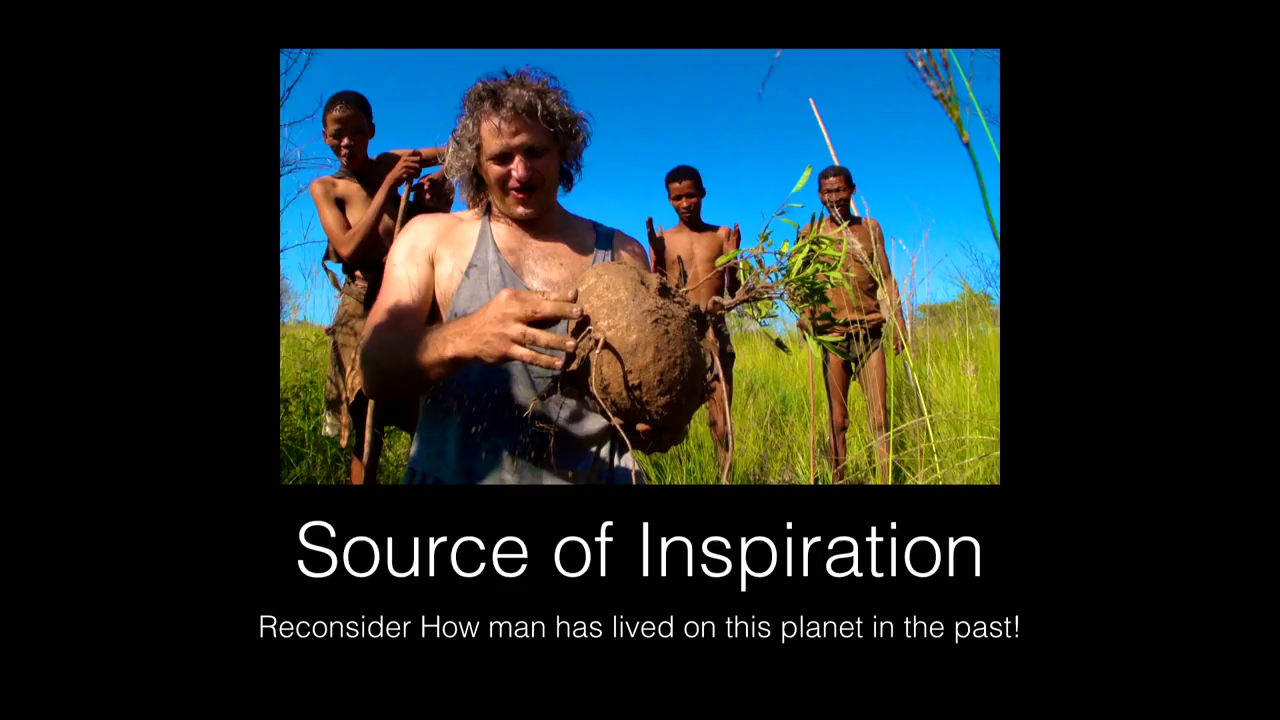 Source of Inspiration
Reconsider How man has lived on this planet in the past!